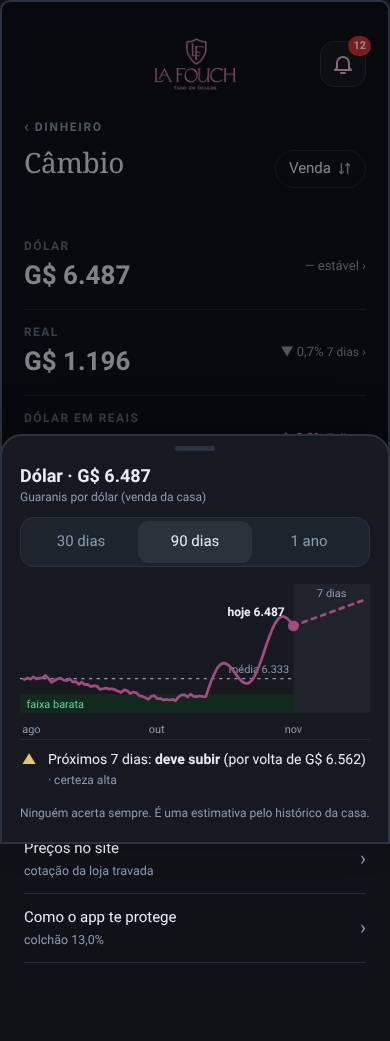 12
LF
LA FOUCH
‹ DINHEIRO
Câmbio
Venda
DÓLAR
G$ 6.487
— estável ›
REAL
G$ 1.196
▼ 0,7% 7 dias ›
DÓLAR EM REAIS
Dólar · G$ 6.487
Guaranis por dólar (venda da casa)
30 dias
90 dias
1 ano
7 dias
hoje 6.487
média 6.333
faixa barata
ago
out
nov
Próximos 7 dias: deve subir (por volta de G$ 6.562)
· certeza alta
Ninguém acerta sempre. É uma estimativa pelo histórico da casa.
Preços no site
cotação da loja travada
Como o app te protege
colchão 13,0%